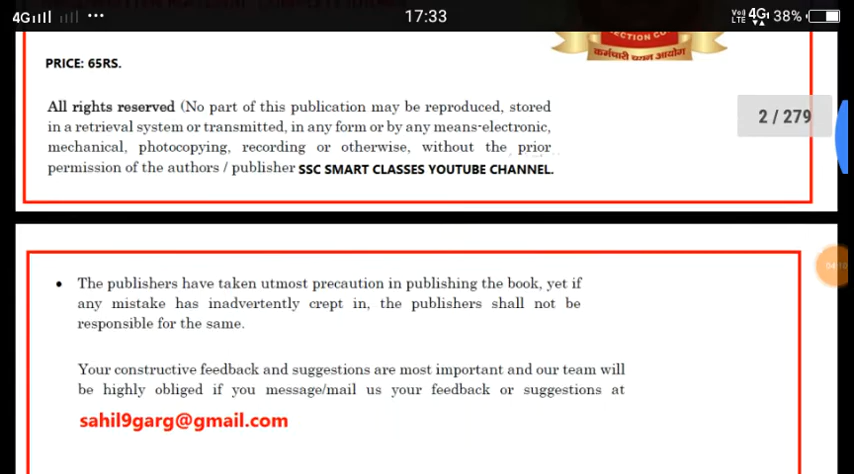 4G 17:33 VoD LTE 4G 38%
ECTION CO
कर्मचारी चयन आयोग
PRICE: 65RS.
2 / 279
All rights reserved (No part of this publication may be reproduced, stored
in a retrieval system or transmitted, in any form or by any means-electronic,
mechanical, photocopying, recording or otherwise, without the prior
permission of the authors / publisher SSC SMART CLASSES YOUTUBE CHANNEL.
• The publishers have taken utmost precaution in publishing the book, yet if
any mistake has inadvertently crept in, the publishers shall not be
responsible for the same.
Your constructive feedback and suggestions are most important and our team will
be highly obliged if you message/mail us your feedback or suggestions at
sahil9garg@gmail.com